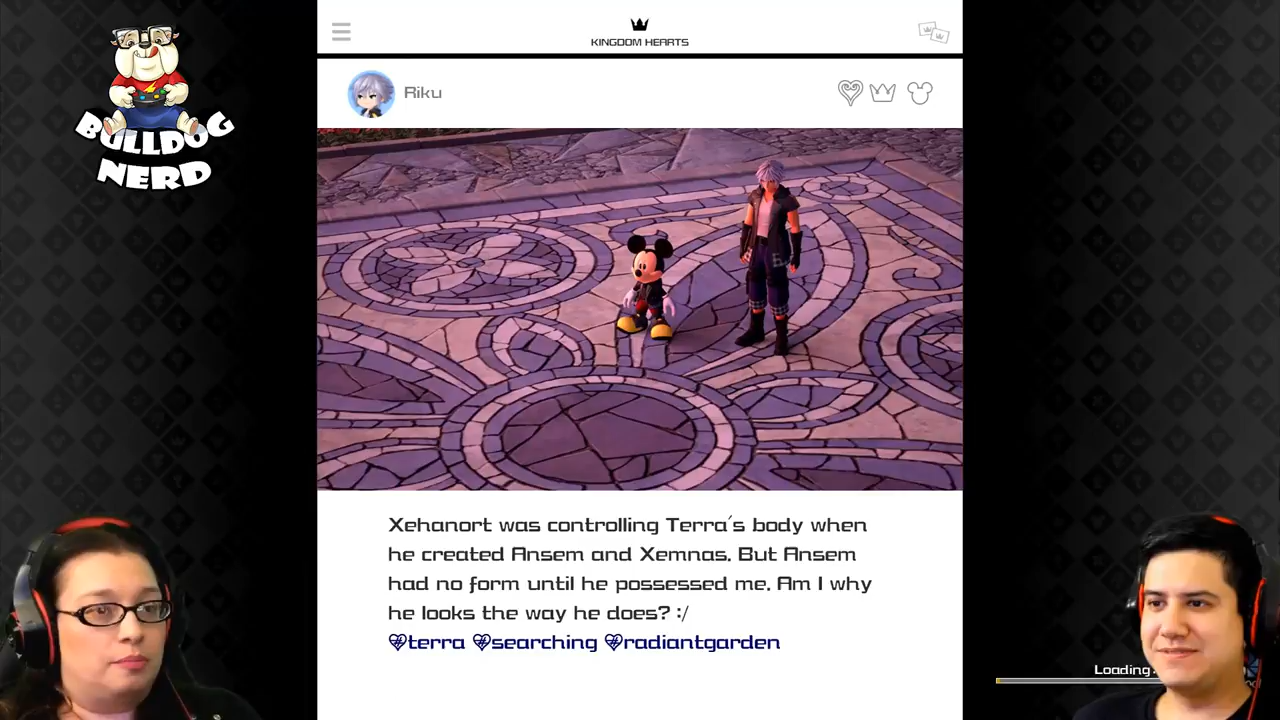 BULLDOG
NERD
KINGDOM HEARTS
Riku
Xehanort was controlling Terra's body when
he created Ansem and Xemnas. But Ansem
had no form until he possessed me. Am I why
he looks the way he does? :/
#terra #searching #radiantgarden
Loading